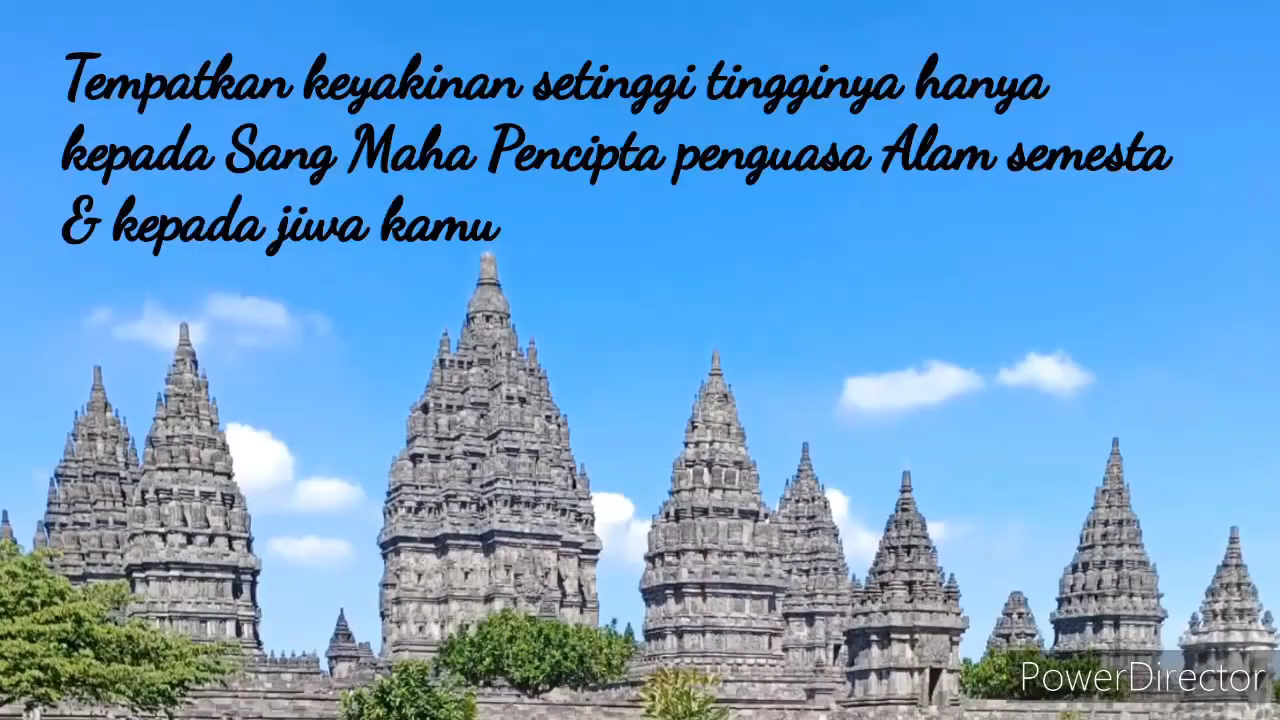 Tempatkan keyakinan setinggi tingginya hanya
kepada Sang Maha Pencipta penguasa Alam semesta
& kepada jiwa kamu
PowerDirector